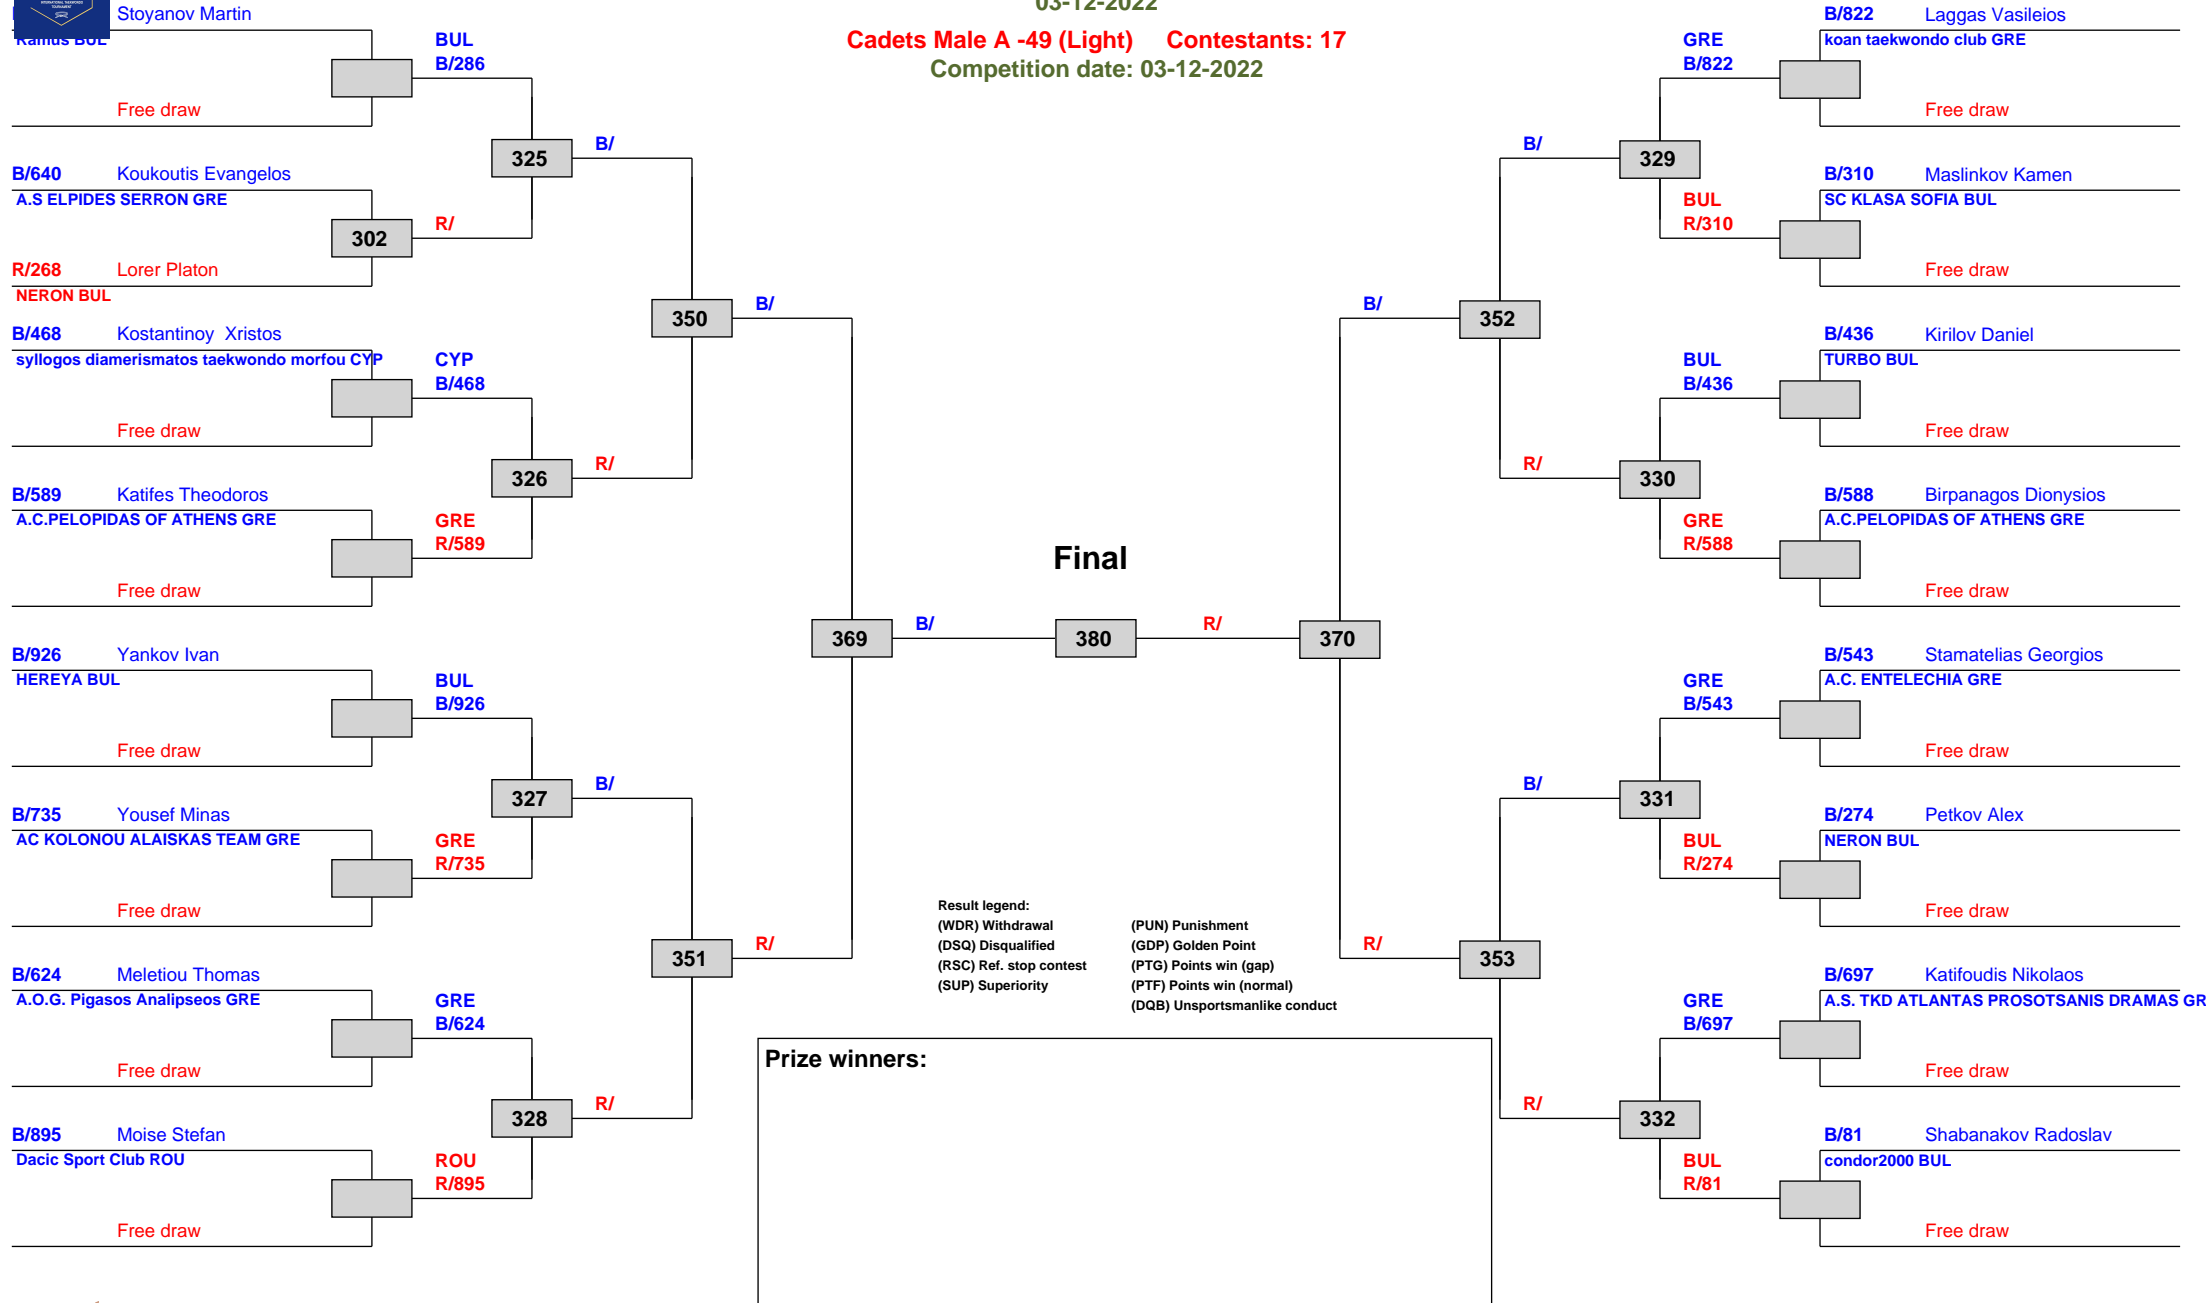 03-12-2022
Cadets Male A -49 (Light) Contestants: 17
Competition date: 03-12-2022
Stoyanov Martin
Ramus BUL
BUL
B/286
Free draw
325
B/
B/640 Koukoutis Evangelos
A.S ELPIDES SERRON GRE
302
R/
R/268 Lorer Platon
NERON BUL
350
B/
B/468 Kostantinoy Xristos
syllogos diamerismatos taekwondo morfou CYP
CYP
B/468
Free draw
326
R/
B/589 Katifes Theodoros
A.C.PELOPIDAS OF ATHENS GRE
GRE
R/589
Free draw
369
B/
B/926 Yankov Ivan
HEREYA BUL
BUL
B/926
Free draw
327
B/
B/735 Yousef Minas
AC KOLONOU ALAISKAS TEAM GRE
GRE
R/735
Free draw
351
R/
B/624 Meletiou Thomas
A.O.G. Pigasos Analipseos GRE
GRE
B/624
Free draw
328
R/
B/895 Moise Stefan
Dacic Sport Club ROU
ROU
R/895
Free draw
Final
380
R/
370
B/822 Laggas Vasileios
koan taekwondo club GRE
GRE
B/822
Free draw
B/
329
B/310 Maslinkov Kamen
SC KLASA SOFIA BUL
BUL
R/310
Free draw
B/
352
B/436 Kirilov Daniel
TURBO BUL
BUL
B/436
Free draw
R/
330
B/588 Birpanagos Dionysios
A.C.PELOPIDAS OF ATHENS GRE
GRE
R/588
Free draw
B/543 Stamatelias Georgios
A.C. ENTELECHIA GRE
GRE
B/543
Free draw
B/
331
B/274 Petkov Alex
NERON BUL
BUL
R/274
Free draw
R/
353
B/697 Katifoudis Nikolaos
A.S. TKD ATLANTAS PROSOTSANIS DRAMAS GR
GRE
B/697
Free draw
R/
332
B/81 Shabanakov Radoslav
condor2000 BUL
BUL
R/81
Free draw
Result legend:
(WDR) Withdrawal (PUN) Punishment
(DSQ) Disqualified (GDP) Golden Point
(RSC) Ref. stop contest (PTG) Points win (gap)
(SUP) Superiority (PTF) Points win (normal)
(DQB) Unsportsmanlike conduct
Prize winners: